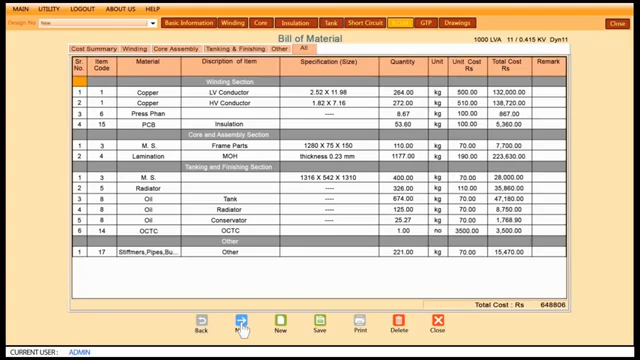 MAIN UTILITY LOGOUT ABOUT US HELP
Design No New Basic Information Winding Core Insulation Tank Short Circuit GTP Drawings Close
Bill of Material 1000 LVA 11 / 0.415 KV Dyn11
Cost Summary Winding Core Assembly Tanking & Finishing Other All
Sr. No. Item Code Material Discription of Item Specification (Size) Quantity Unit Unit Cost Rs Total Cost Rs Remark
Winding Section
1 1 Copper LV Conductor 2.52 X 11.98 264.00 kg 500.00 132,000.00
2 1 Copper HV Conductor 1.82 X 7.16 272.00 kg 510.00 138,720.00
3 6 Press Phan ---- 8.67 kg 100.00 867.00
4 15 PCB Insulation ---- 53.60 kg 100.00 5,360.00
Core and Assembly Section
1 3 M. S. Frame Parts 1280 X 75 X 150 110.00 kg 70.00 7,700.00
2 4 Lamination MOH thickness 0.23 mm 1177.00 kg 190.00 223,630.00
Tanking and Finishing Section
1 3 M. S. 1316 X 542 X 1310 400.00 kg 70.00 28,000.00
2 5 Radiator ---- 326.00 kg 110.00 35,860.00
3 8 Oil Tank ---- 674.00 kg 70.00 47,180.00
4 8 Oil Radiator ---- 125.00 kg 70.00 8,750.00
5 8 Oil Conservator ---- 25.27 kg 70.00 1,768.90
6 14 OCTC OCTC ---- 1.00 no 3500.00 3,500.00
Other
1 17 Stiffmers,Pipes,Bu... Other 221.00 kg 70.00 15,470.00
Total Cost : Rs 648806
Back New Save Print Delete Close
CURRENT USER : ADMIN